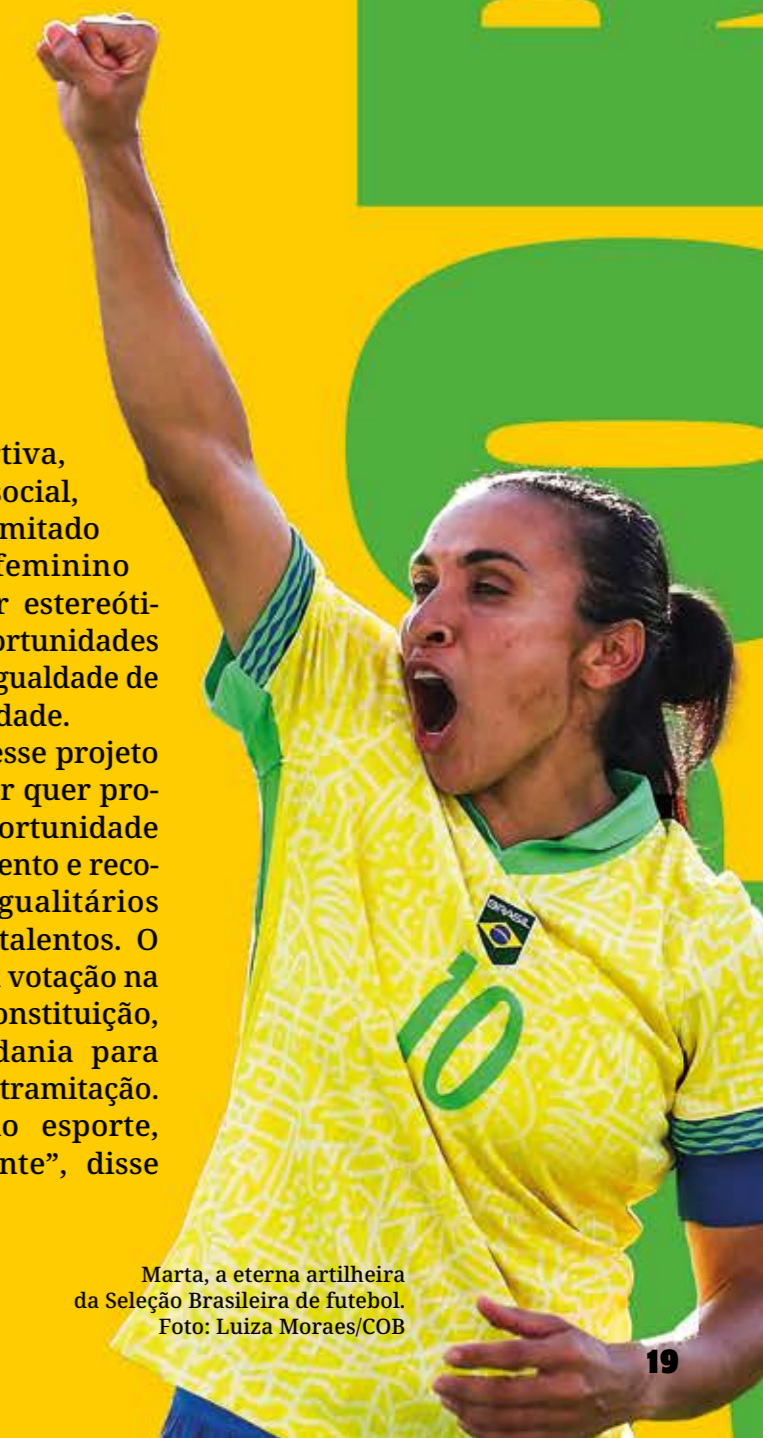 tiva,
social,
mitado
feminino
r estereóti-
ortunidades
gualdade de
dade.
esse projeto
r quer pro-
ortunidade
ento e reco-
gualitários
talentos. O
votação na
onstituição,
dania para
tramitação.
o esporte,
nte”, disse
BRASIL
10
Marta, a eterna artilheira
da Seleção Brasileira de futebol.
Foto: Luiza Moraes/COB
19